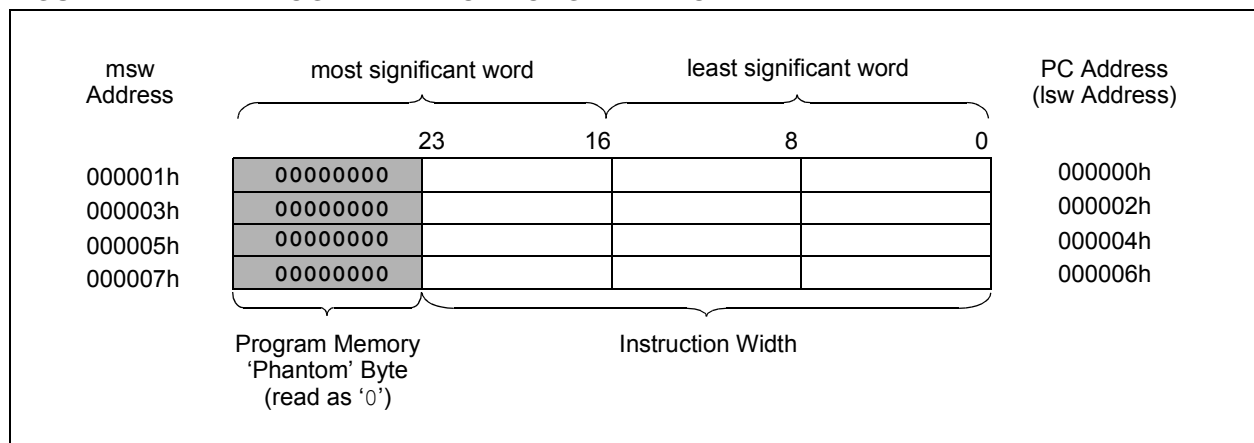 msw
Address
most significant word
least significant word
PC Address
(lsw Address)
23 16 8 0
000001h 00000000 000000h
000003h 00000000 000002h
000005h 00000000 000004h
000007h 00000000 000006h
Program Memory
‘Phantom’ Byte
(read as ‘0’)
Instruction Width